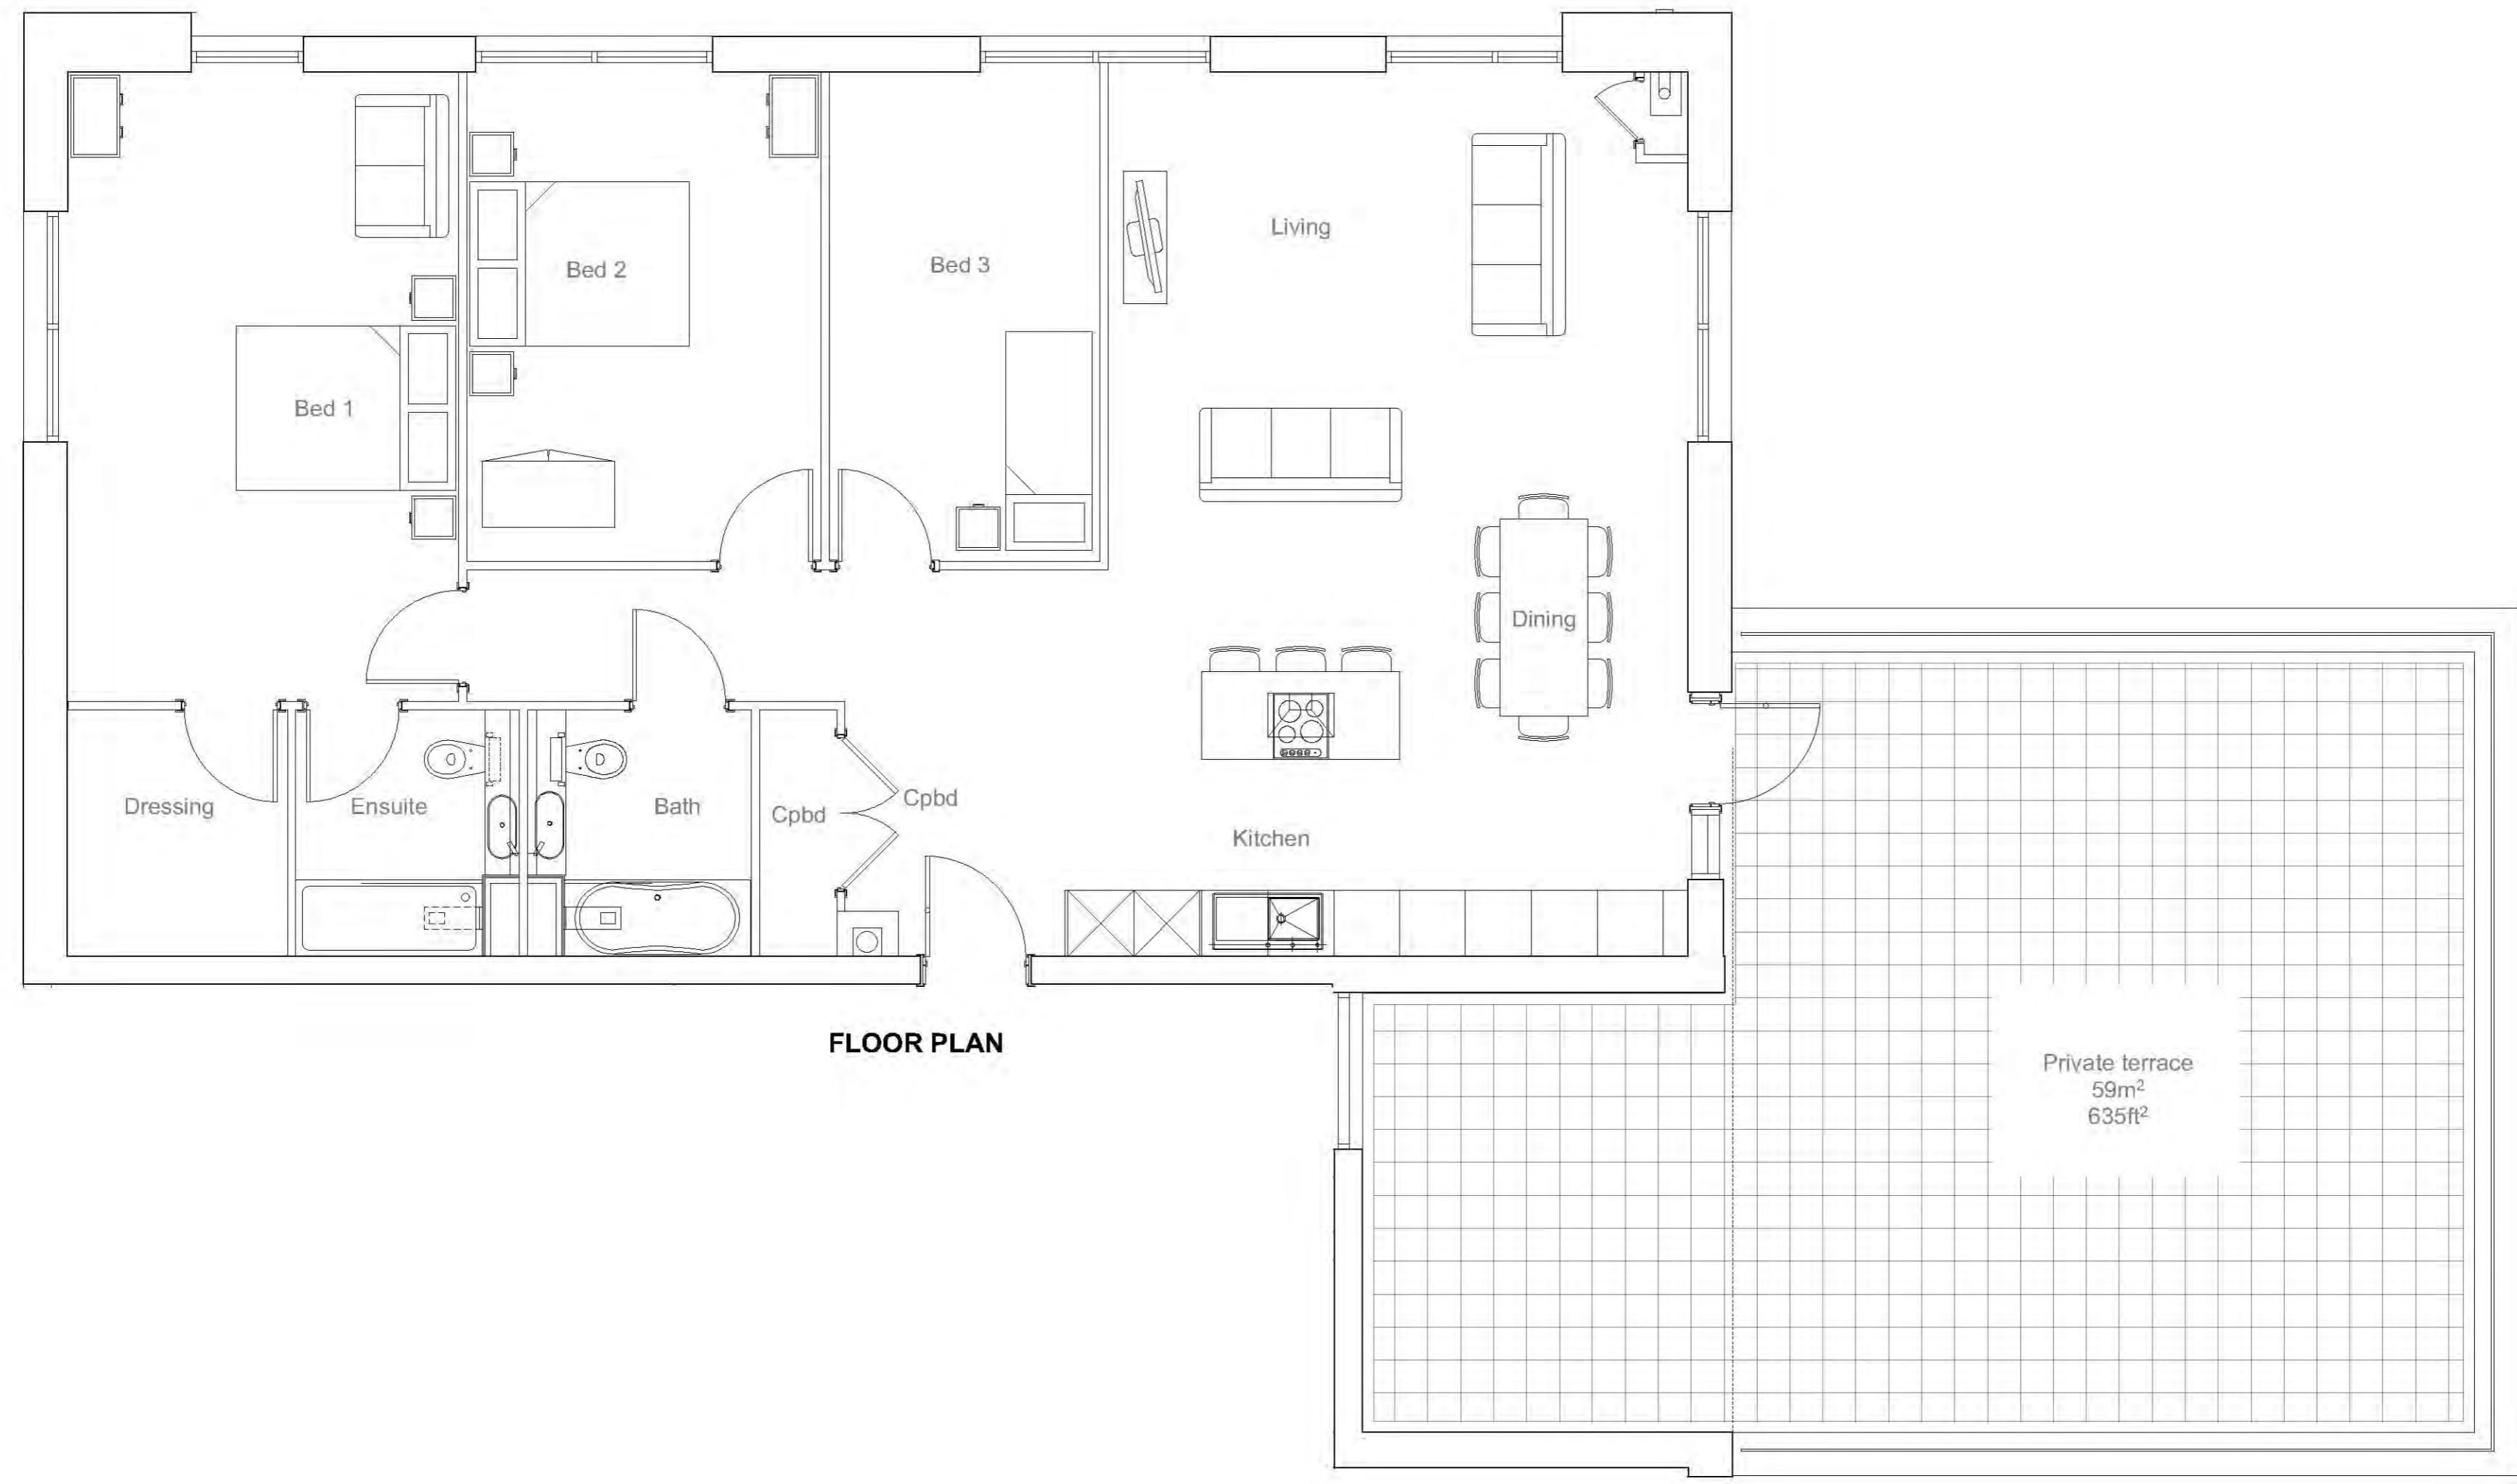 Living
Bed 3
Bed 2
Bed 1
Dining
Dressing
Ensuite
Bath
Cpbd
Cpbd
Kitchen
FLOOR PLAN
Private terrace
59m²
635ft²